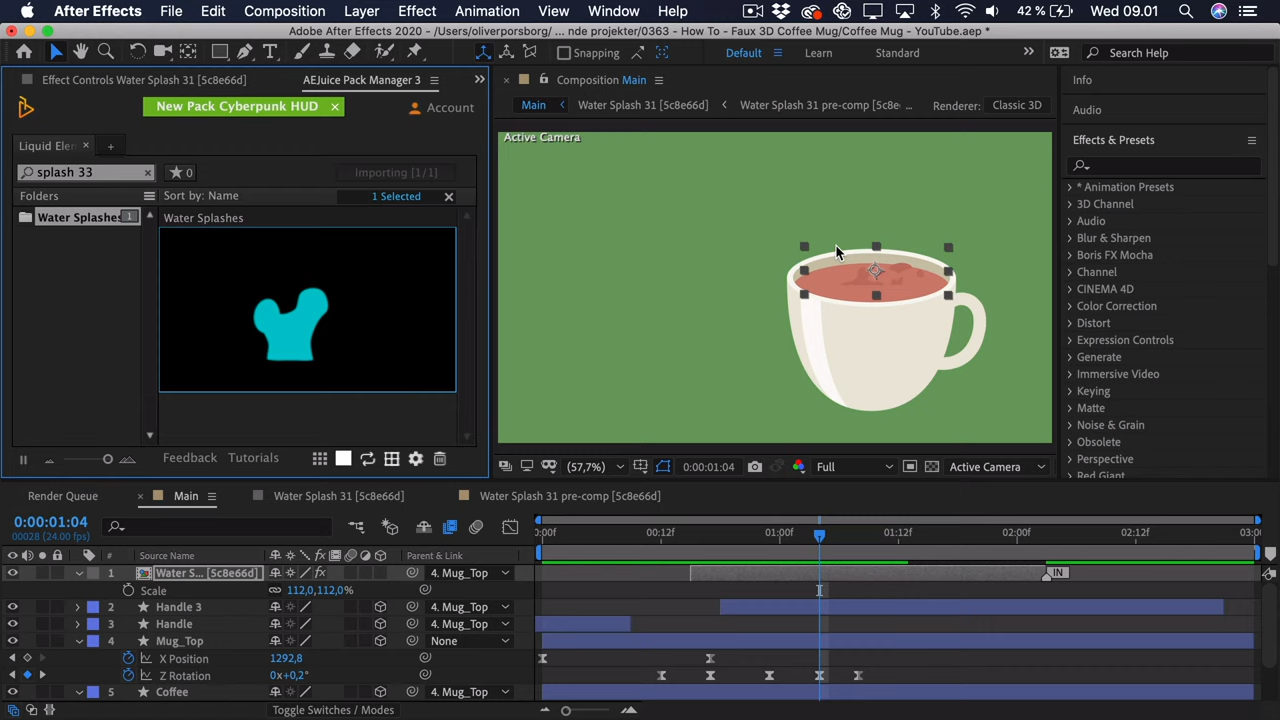 After Effects File Edit Composition Layer Effect Animation View Window Help 42 % Wed 09.01
Adobe After Effects 2020 - /Users/oliverporsborg/ ... nde projekter/0363 - How To - Faux 3D Coffee Mug/Coffee Mug - YouTube.aep *
Snapping Default Learn Standard Search Help
Effect Controls Water Splash 31 [5c8e66d] AEJuice Pack Manager 3 Composition Main Info
New Pack Cyberpunk HUD × Account Main Water Splash 31 [5c8e66d] Water Splash 31 pre-comp [5c8e ... Renderer: Classic 3D Audio
Active Camera
Liquid Elen × + Effects & Presets
splash 33 × 0 Importing [1/1]
Folders Sort by: Name 1 Selected ×
Water Splashes 1 Water Splashes
* Animation Presets
3D Channel
Audio
Blur & Sharpen
Boris FX Mocha
Channel
CINEMA 4D
Color Correction
Distort
Expression Controls
Generate
Immersive Video
Keying
Matte
Noise & Grain
Obsolete
Perspective
Red Giant
Feedback Tutorials
(57,7%) 0:00:01:04 Full Active Camera
Render Queue × Main Water Splash 31 [5c8e66d] Water Splash 31 pre-comp [5c8e66d]
0:00:01:04
00028 (24.00 fps)
:00f 00:12f 01:00f 01:12f 02:00f 02:12f 03:0
# Source Name fx Parent & Link
1 Water S... [5c8e66d] fx 4. Mug_Top IN
Scale 112,0,112,0%
2 Handle 3 4. Mug_Top
3 Handle 4. Mug_Top
4 Mug_Top None
X Position 1292,8
Z Rotation 0x+0,2°
5 Coffee 4. Mug_Top
Toggle Switches / Modes